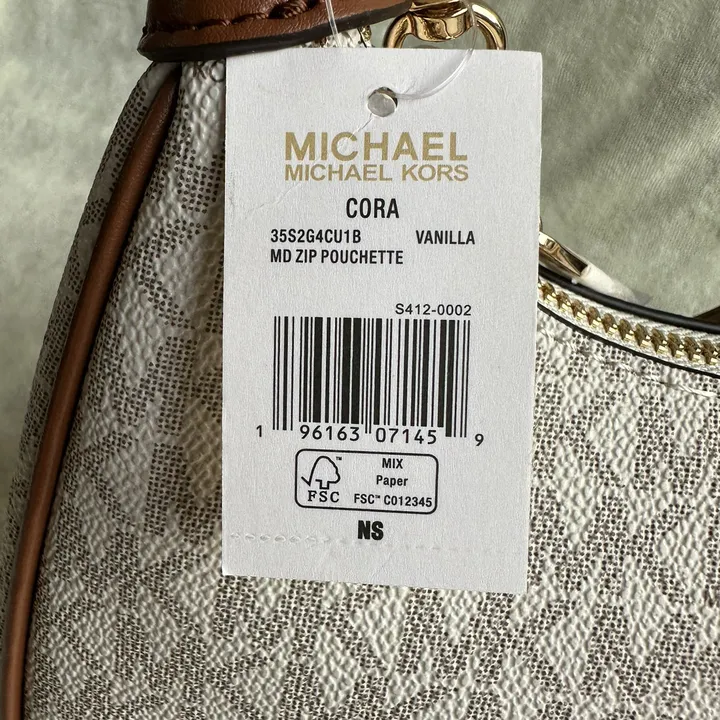 MICHAEL
MICHAEL KORS
CORA
35S2G4CU1B VANILLA
MD ZIP POUCHETTE
S412-0002
1 96163 07145 9
FSC™
MIX
Paper
FSC™ C012345
NS